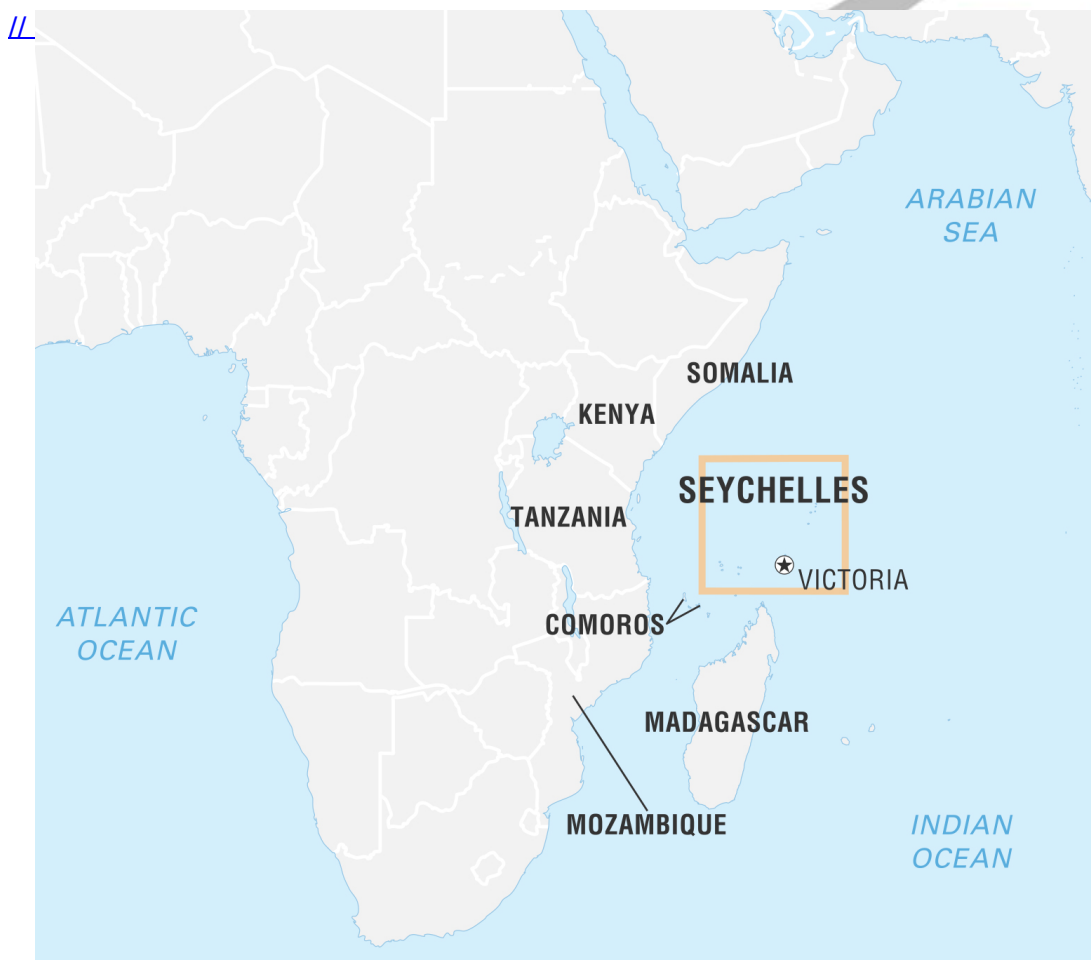 //
ARABIAN
SEA
SOMALIA
KENYA
SEYCHELLES
TANZANIA
VICTORIA
ATLANTIC
OCEAN
COMOROS
MADAGASCAR
MOZAMBIQUE
INDIAN
OCEAN